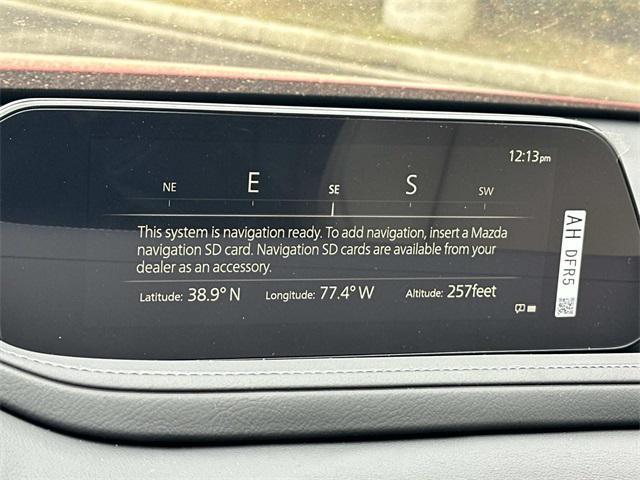 12:13pm
NE E SE S SW
This system is navigation ready. To add navigation, insert a Mazda
navigation SD card. Navigation SD cards are available from your
dealer as an accessory.
Latitude: 38.9° N Longitude: 77.4° W Altitude: 257feet
AH DFR5